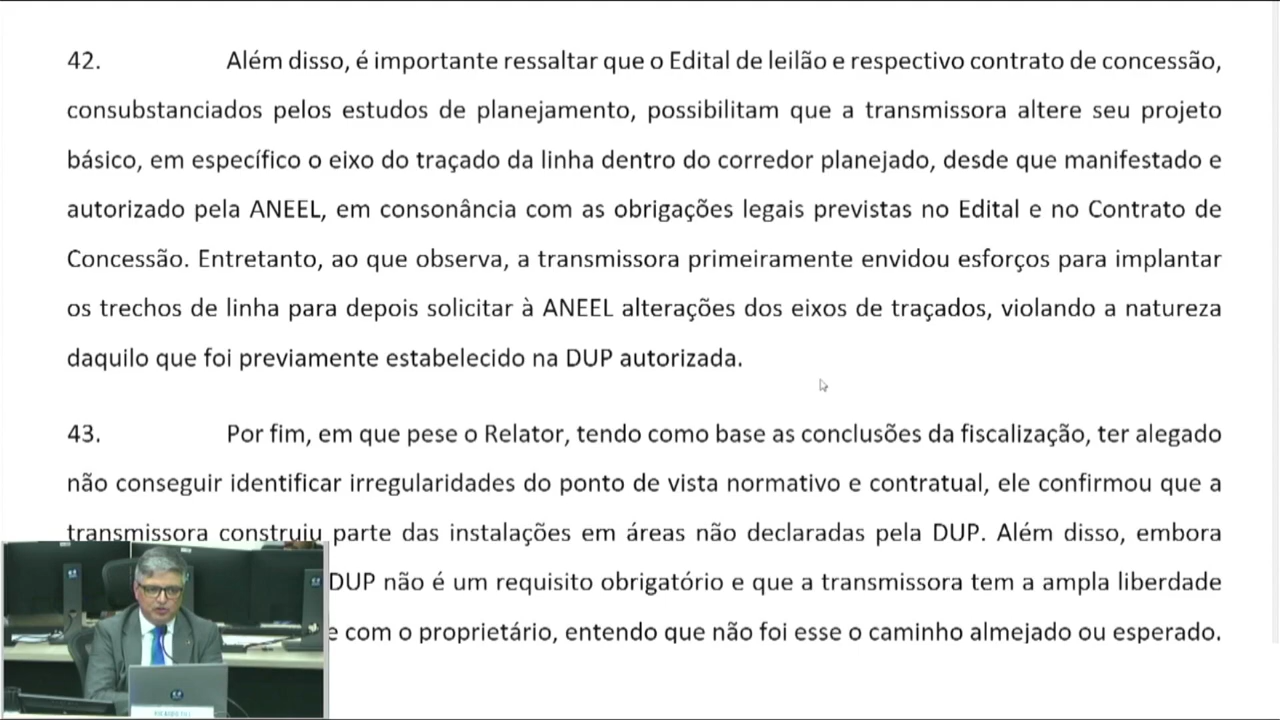 42. Além disso, é importante ressaltar que o Edital de leilão e respectivo contrato de concessão,
consubstanciados pelos estudos de planejamento, possibilitam que a transmissora altere seu projeto
básico, em específico o eixo do traçado da linha dentro do corredor planejado, desde que manifestado e
autorizado pela ANEEL, em consonância com as obrigações legais previstas no Edital e no Contrato de
Concessão. Entretanto, ao que observa, a transmissora primeiramente envidou esforços para implantar
os trechos de linha para depois solicitar à ANEEL alterações dos eixos de traçados, violando a natureza
daquilo que foi previamente estabelecido na DUP autorizada.
43. Por fim, em que pese o Relator, tendo como base as conclusões da fiscalização, ter alegado
não conseguir identificar irregularidades do ponto de vista normativo e contratual, ele confirmou que a
transmissora construiu parte das instalações em áreas não declaradas pela DUP. Além disso, embora
DUP não é um requisito obrigatório e que a transmissora tem a ampla liberdade
e com o proprietário, entendo que não foi esse o caminho almejado ou esperado.